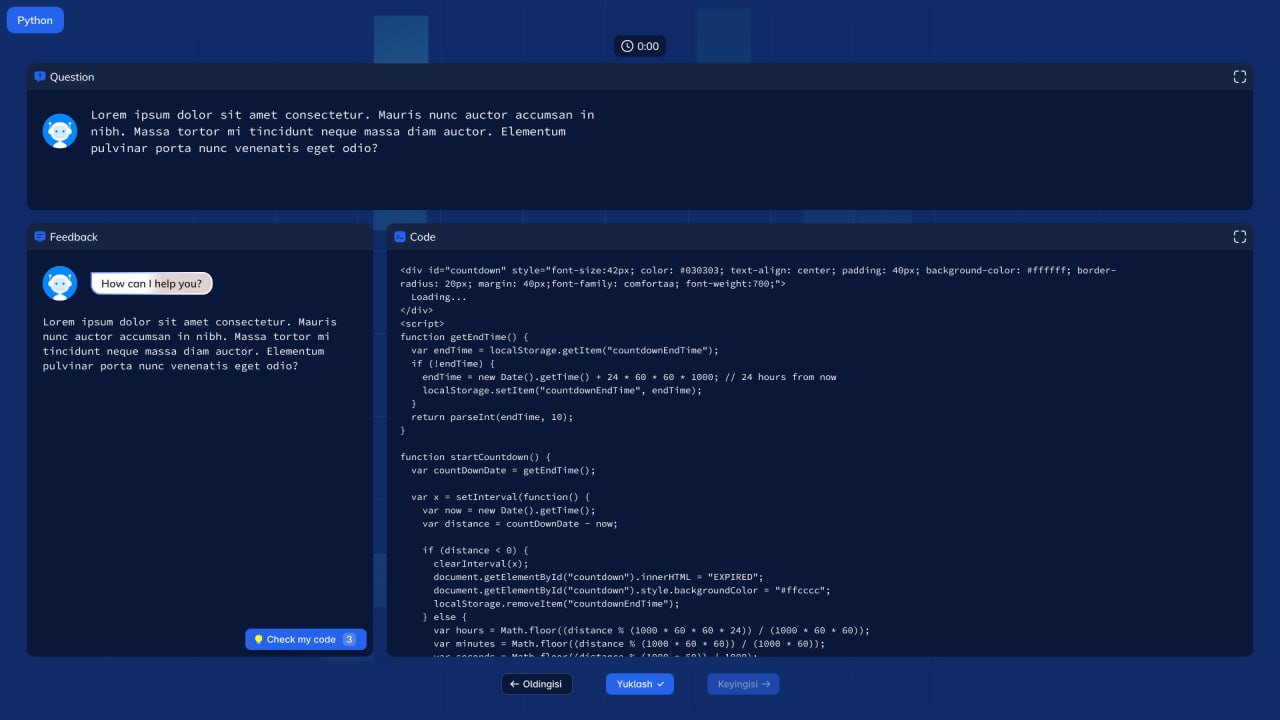 Python
0:00
Question
Lorem ipsum dolor sit amet consectetur. Mauris nunc auctor accumsan in
nibh. Massa tortor mi tincidunt neque massa diam auctor. Elementum
pulvinar porta nunc venenatis eget odio?
Feedback
How can I help you?
Lorem ipsum dolor sit amet consectetur. Mauris
nunc auctor accumsan in nibh. Massa tortor mi
tincidunt neque massa diam auctor. Elementum
pulvinar porta nunc venenatis eget odio?
Check my code 3
Code
<div id="countdown" style="font-size:42px; color: #030303; text-align: center; padding: 40px; background-color: #ffffff; border-
radius: 20px; margin: 40px;font-family: comfortaa; font-weight:700;">
  Loading...
</div>
<script>
function getEndTime() {
  var endTime = localStorage.getItem("countdownEndTime");
  if (!endTime) {
    endTime = new Date().getTime() + 24 * 60 * 60 * 1000; // 24 hours from now
    localStorage.setItem("countdownEndTime", endTime);
  }
  return parseInt(endTime, 10);
}
function startCountdown() {
  var countDownDate = getEndTime();
  var x = setInterval(function() {
    var now = new Date().getTime();
    var distance = countDownDate - now;
    if (distance < 0) {
      clearInterval(x);
      document.getElementById("countdown").innerHTML = "EXPIRED";
      document.getElementById("countdown").style.backgroundColor = "#ffcccc";
      localStorage.removeItem("countdownEndTime");
    } else {
      var hours = Math.floor((distance % (1000 * 60 * 60 * 24)) / (1000 * 60 * 60));
      var minutes = Math.floor((distance % (1000 * 60 * 60)) / (1000 * 60));
      var seconds = Math.floor((distance % (1000 * 60)) / 1000);
← Oldingisi
Yuklash ✓
Keyingisi →